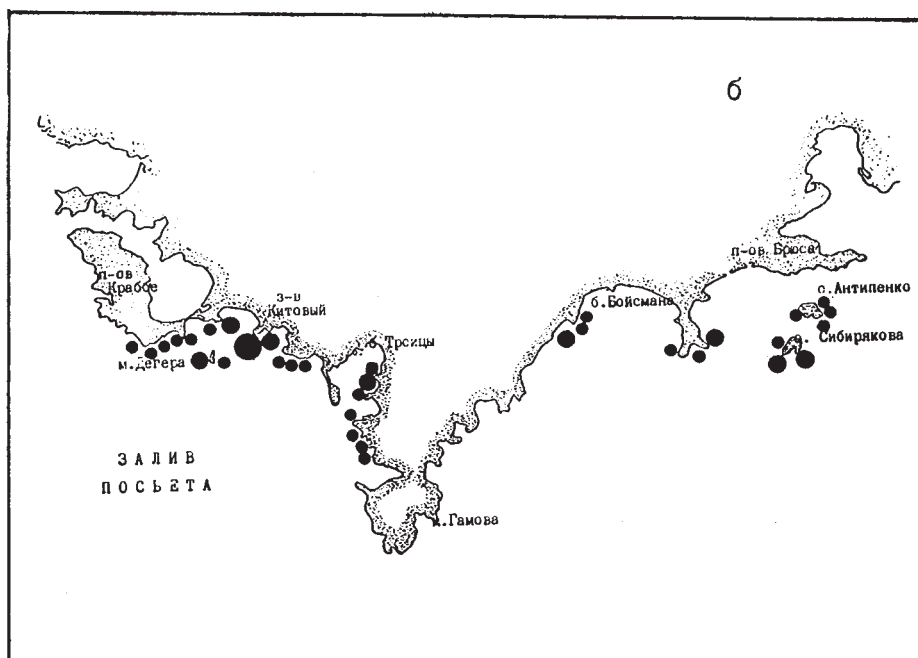 б
п-ов Брюса
п-ов
Краббе
о. Антипенко
з-в
Китовый
б. Бойсмана
о. Сибирякова
б. Троицы
м. Дегера
ЗАЛИВ
ПОСЬЕТА
м. Гамова